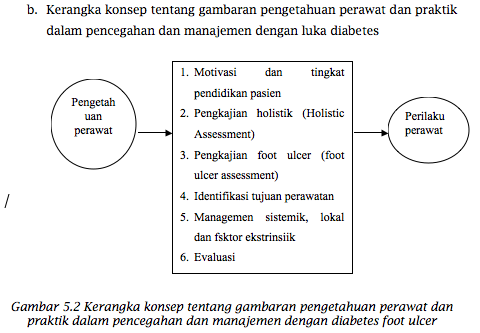 b. Kerangka konsep tentang gambaran pengetahuan perawat dan praktik
dalam pencegahan dan manajemen dengan luka diabetes
Pengetah
uan
perawat
1. Motivasi dan tingkat
pendidikan pasien
2. Pengkajian holistik (Holistic
Assessment)
3. Pengkajian foot ulcer (foot
ulcer assessment)
4. Identifikasi tujuan perawatan
5. Managemen sistemik, lokal
dan fsktor ekstrinsiik
6. Evaluasi
Perilaku
perawat
/
Gambar 5.2 Kerangka konsep tentang gambaran pengetahuan perawat dan
praktik dalam pencegahan dan manajemen dengan diabetes foot ulcer